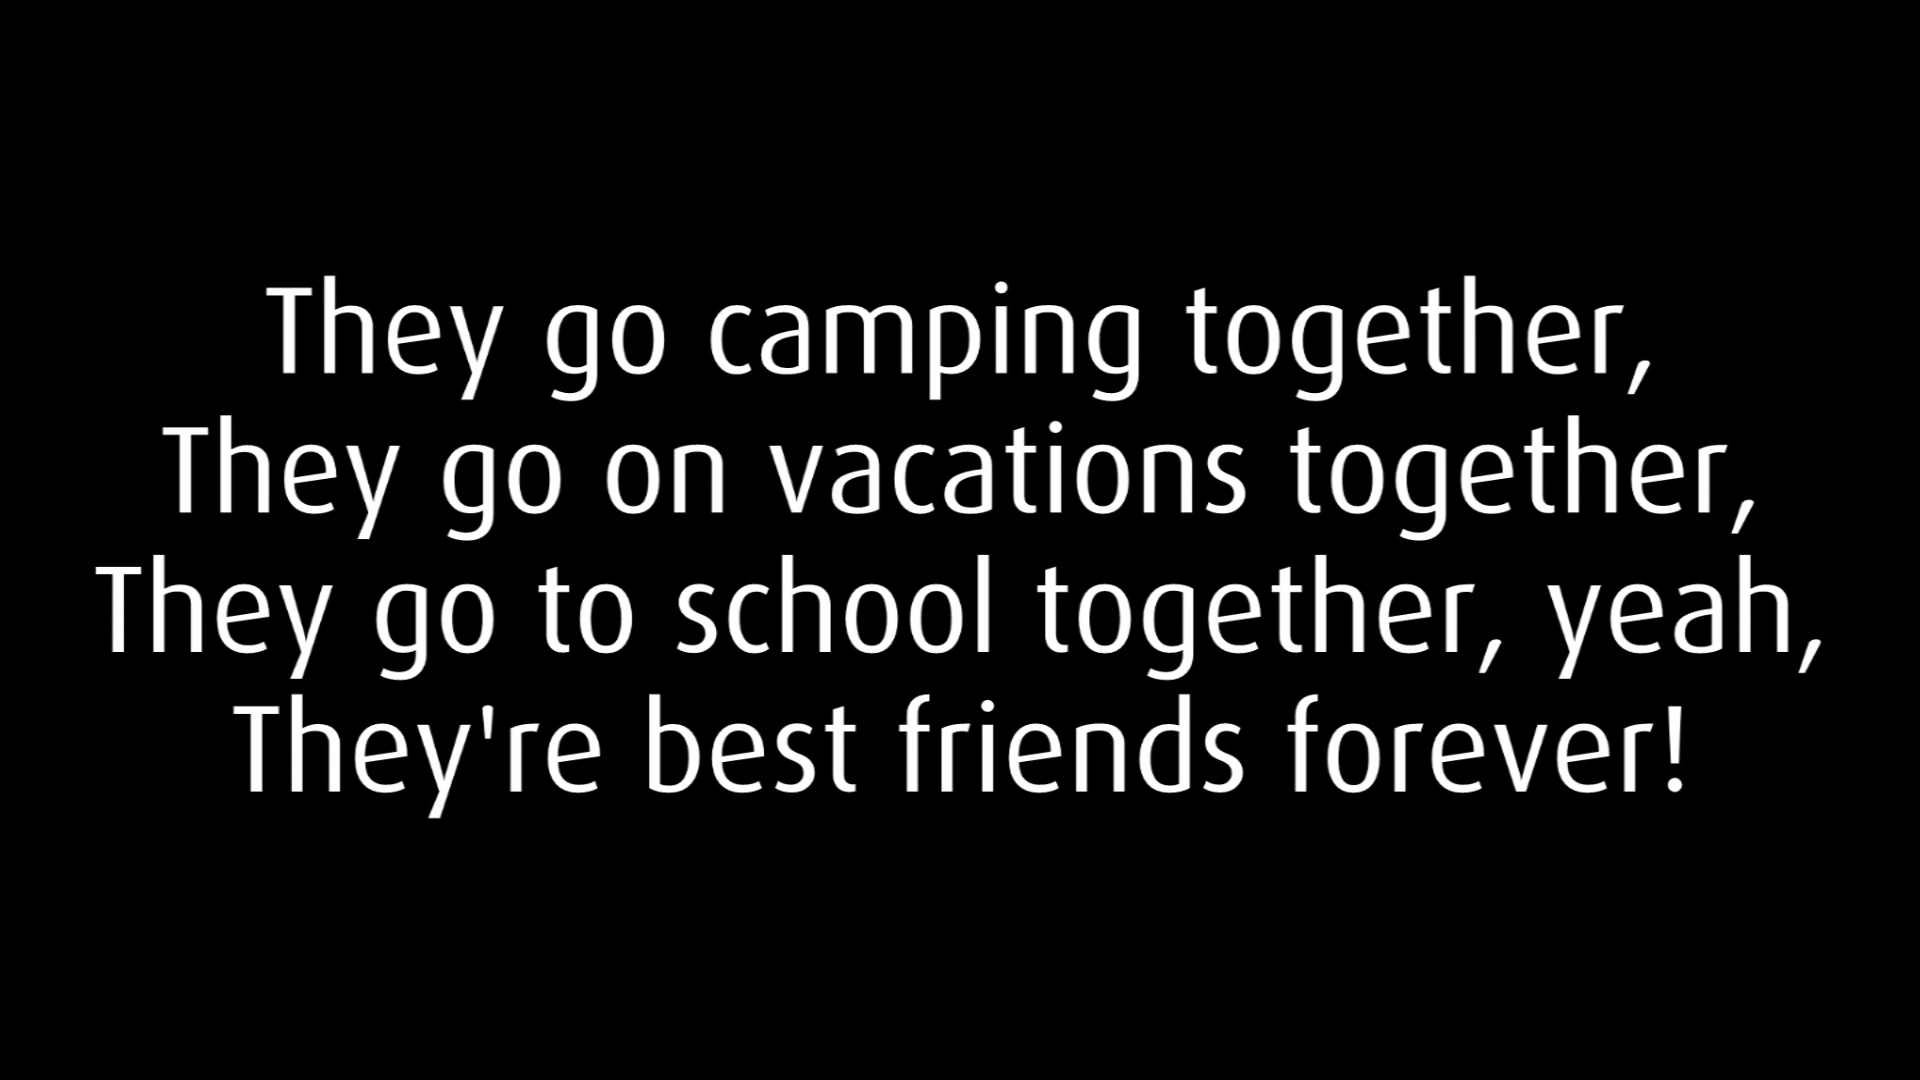 They go camping together,
They go on vacations together,
They go to school together, yeah,
They're best friends forever!